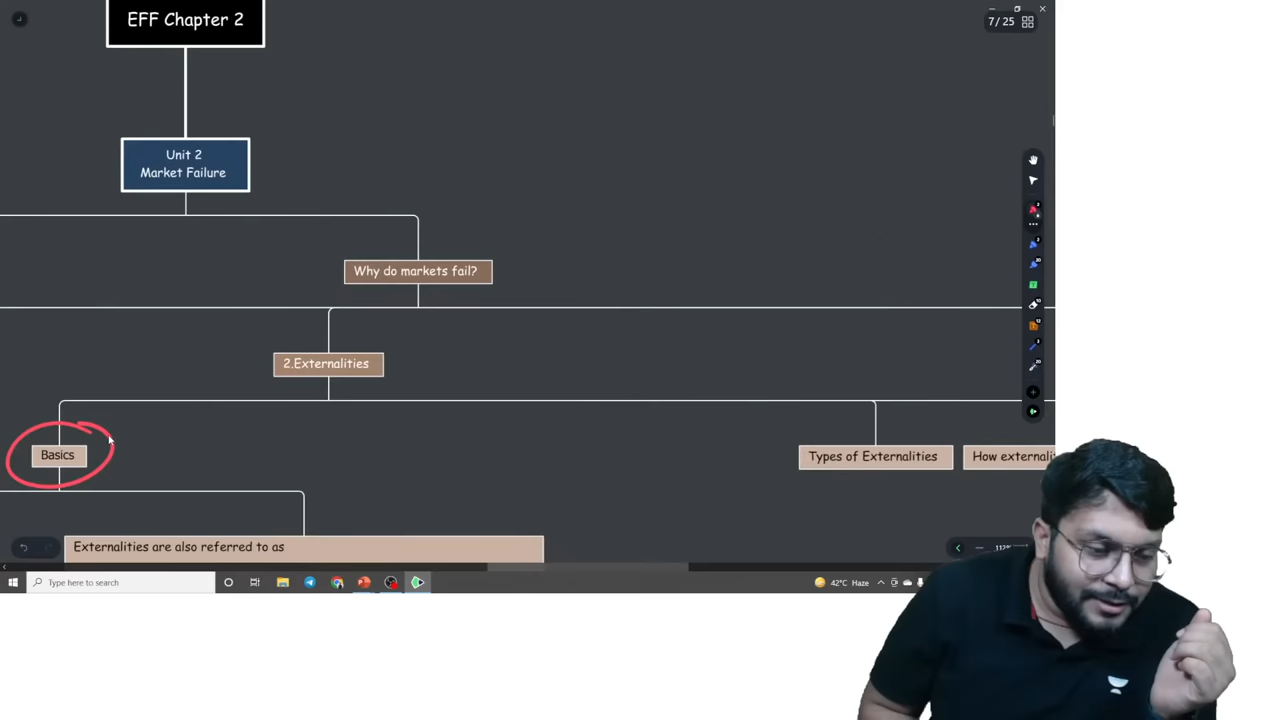 EFF Chapter 2
7/25
Unit 2
Market Failure
Why do markets fail?
2.Externalities
Basics
Types of Externalities
How externali
Externalities are also referred to as
112%
Type here to search
42°C Haze